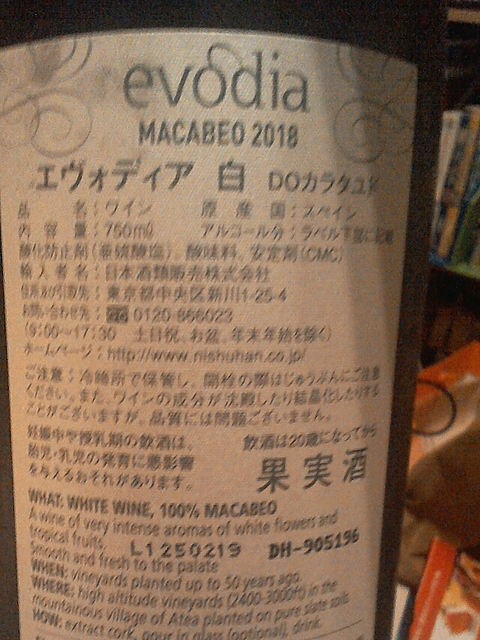 evodia
MACABEO 2018
エヴォディア 白 DOカラタユド
品 名：ワイン 原 産 国：スペイン
内 容 量：750mℓ アルコール分：ラベル下部に記載
酸化防止剤（亜硫酸塩）、酸味料、安定剤（CMC）
輸入者名：日本酒類販売株式会社
住所及び引取先：東京都中央区新川1-25-4
お問い合わせ先： 0120-866023
（9：00～17：30 土日祝、お盆、年末年始を除く）
ホームページ：http://www.nishuhan.co.jp/
ご注意：冷暗所で保管し、開栓の際はじゅうぶんにご注意
ください。また、ワインの成分が沈殿したり結晶化したりする
ことがございますが、品質には問題ございません。
妊娠中や授乳期の飲酒は、
胎児・乳児の発育に悪影響
を与えるおそれがあります。
飲酒は20歳になってから
果実酒
WHAT: WHITE WINE, 100% MACABEO
A wine of very intense aromas of white flowers and
tropical fruits.
L1250219 DH-905196
Smooth and fresh to the palate
WHEN: vineyards planted up to 50 years ago.
WHERE: high altitude vineyards (2400-3000ft) in the
mountainous village of Atea planted on pure slate soils
HOW: extract cork, pour in glass (optional), drink.